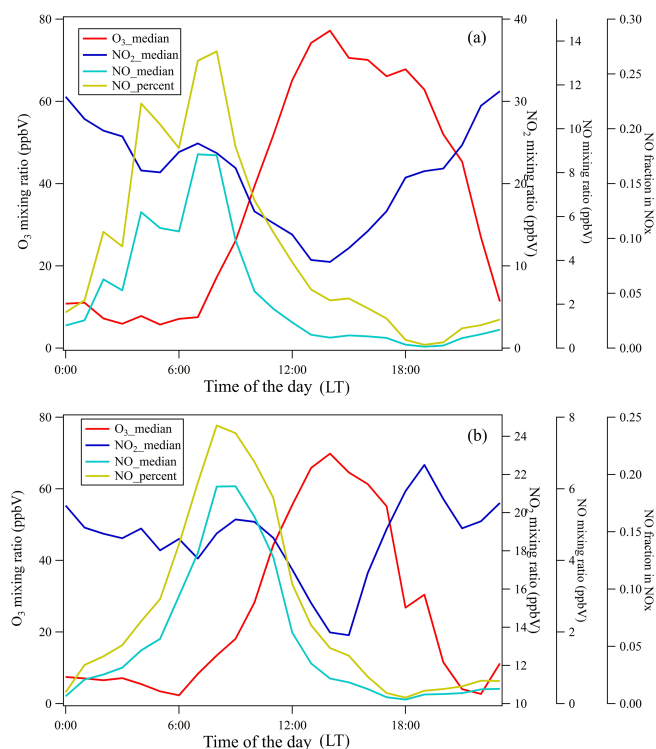 (a)
O₃_median
NO₂_median
NO_median
NO_percent
O₃ mixing ratio (ppbV)
80
60
40
20
0
0:00
6:00
12:00
18:00
Time of the day (LT)
NO₂ mixing ratio (ppbV)
40
30
20
10
0
NO mixing ratio (ppbV)
14
12
10
8
6
4
2
0
NO fraction in NOx
0.30
0.25
0.20
0.15
0.10
0.05
0.00
(b)
O₃_median
NO₂_median
NO_median
NO_percent
O₃ mixing ratio (ppbV)
80
60
40
20
0
0:00
6:00
12:00
18:00
Time of the day (LT)
NO₂ mixing ratio (ppbV)
24
22
20
18
16
14
12
10
NO mixing ratio (ppbV)
8
6
4
2
0
NO fraction in NOx
0.25
0.20
0.15
0.10
0.05
0.00